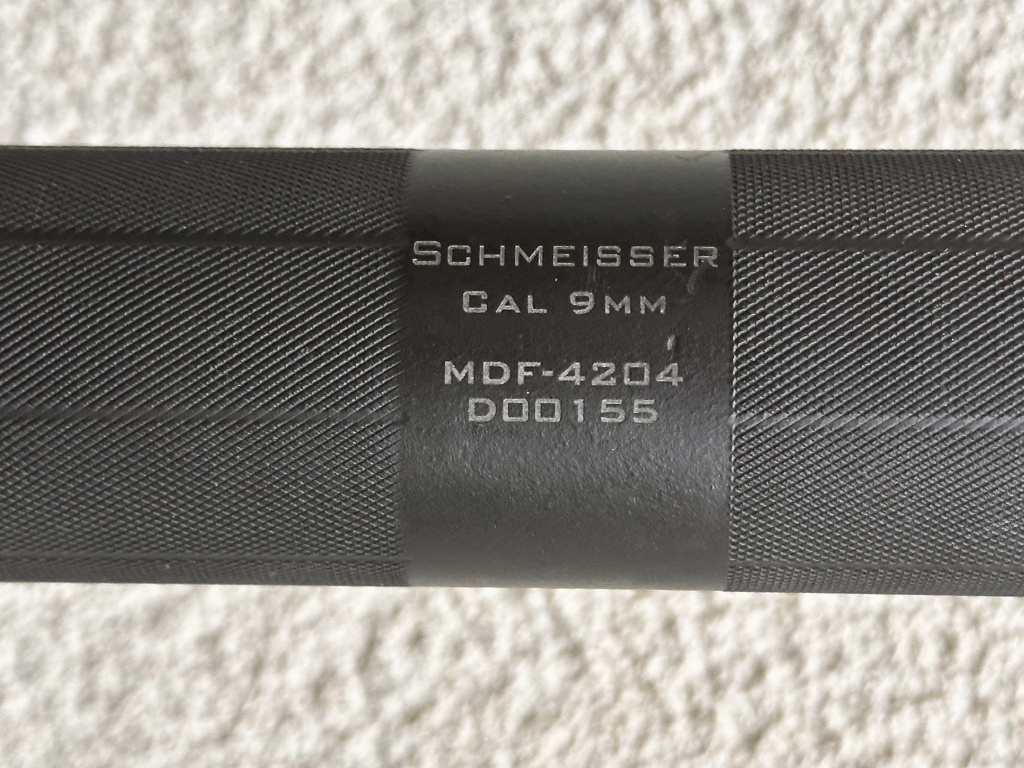 SCHMEISSER
CAL 9MM
MDF-4204
D00155